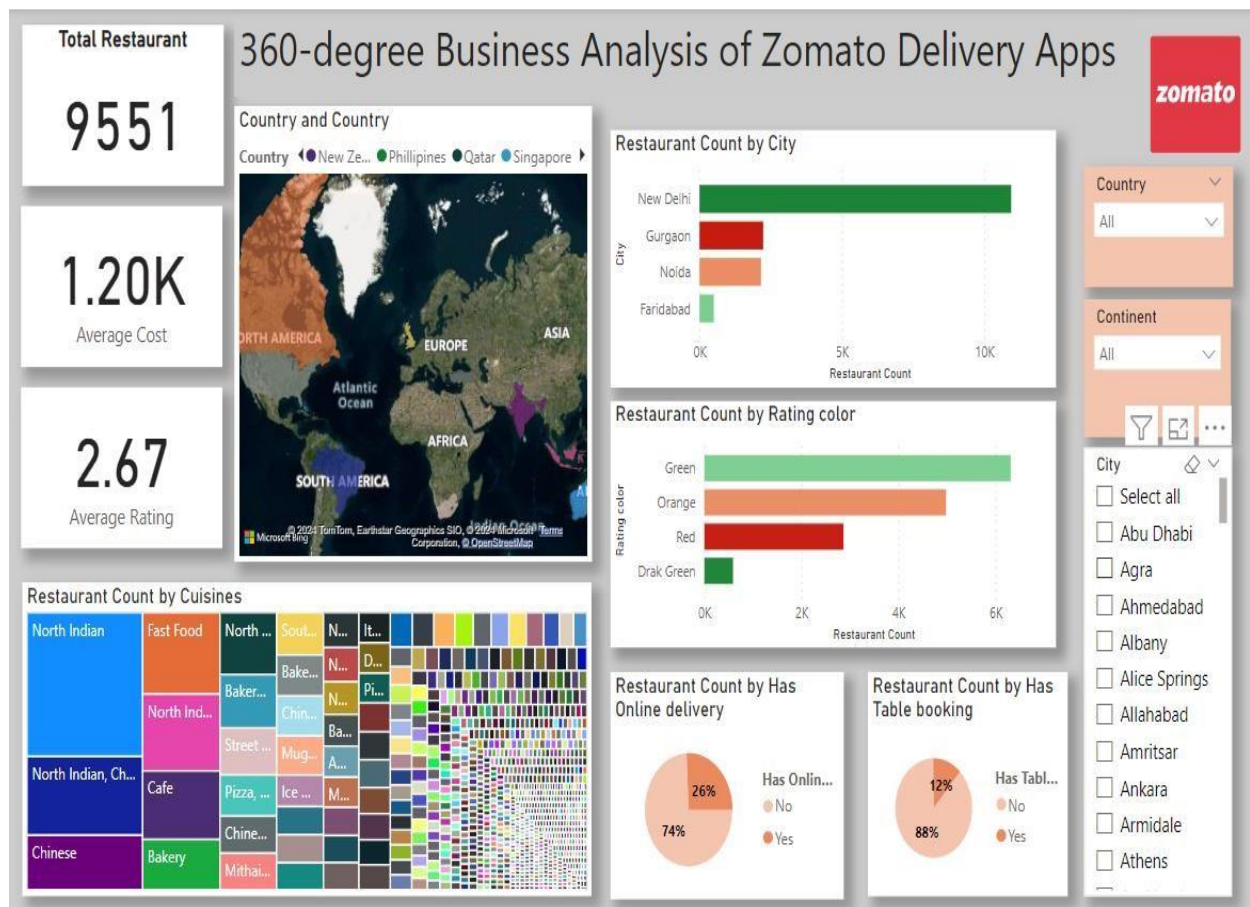 360-degree Business Analysis of Zomato Delivery Apps
zomato
Total Restaurant
9551
1.20K
Average Cost
2.67
Average Rating
Country and Country
Country New Ze... Phillipines Qatar Singapore
NORTH AMERICA
EUROPE
ASIA
Atlantic
Ocean
AFRICA
SOUTH AMERICA
Indian Ocean
Microsoft Bing
© 2024 TomTom, Earthstar Geographics SIO, © 2024 Microsoft Terms
Corporation, © OpenStreetMap
Restaurant Count by City
City
New Delhi
Gurgaon
Noida
Faridabad
0K 5K 10K
Restaurant Count
Restaurant Count by Rating color
Rating color
Green
Orange
Red
Drak Green
0K 2K 4K 6K
Restaurant Count
Country
All
Continent
All
City
Select all
Abu Dhabi
Agra
Ahmedabad
Albany
Alice Springs
Allahabad
Amritsar
Ankara
Armidale
Athens
Restaurant Count by Cuisines
North Indian
North Indian, Ch...
Chinese
Fast Food
North Ind...
Cafe
Bakery
North ...
Baker...
Street ...
Pizza, ...
Chine...
Mithai...
Sout...
Bake...
Chin...
Mug...
Ice ...
N...
N...
N...
Ba...
A...
M...
It...
D...
Pi...
Restaurant Count by Has
Online delivery
26%
74%
Has Onlin...
No
Yes
Restaurant Count by Has
Table booking
12%
88%
Has Tabl...
No
Yes